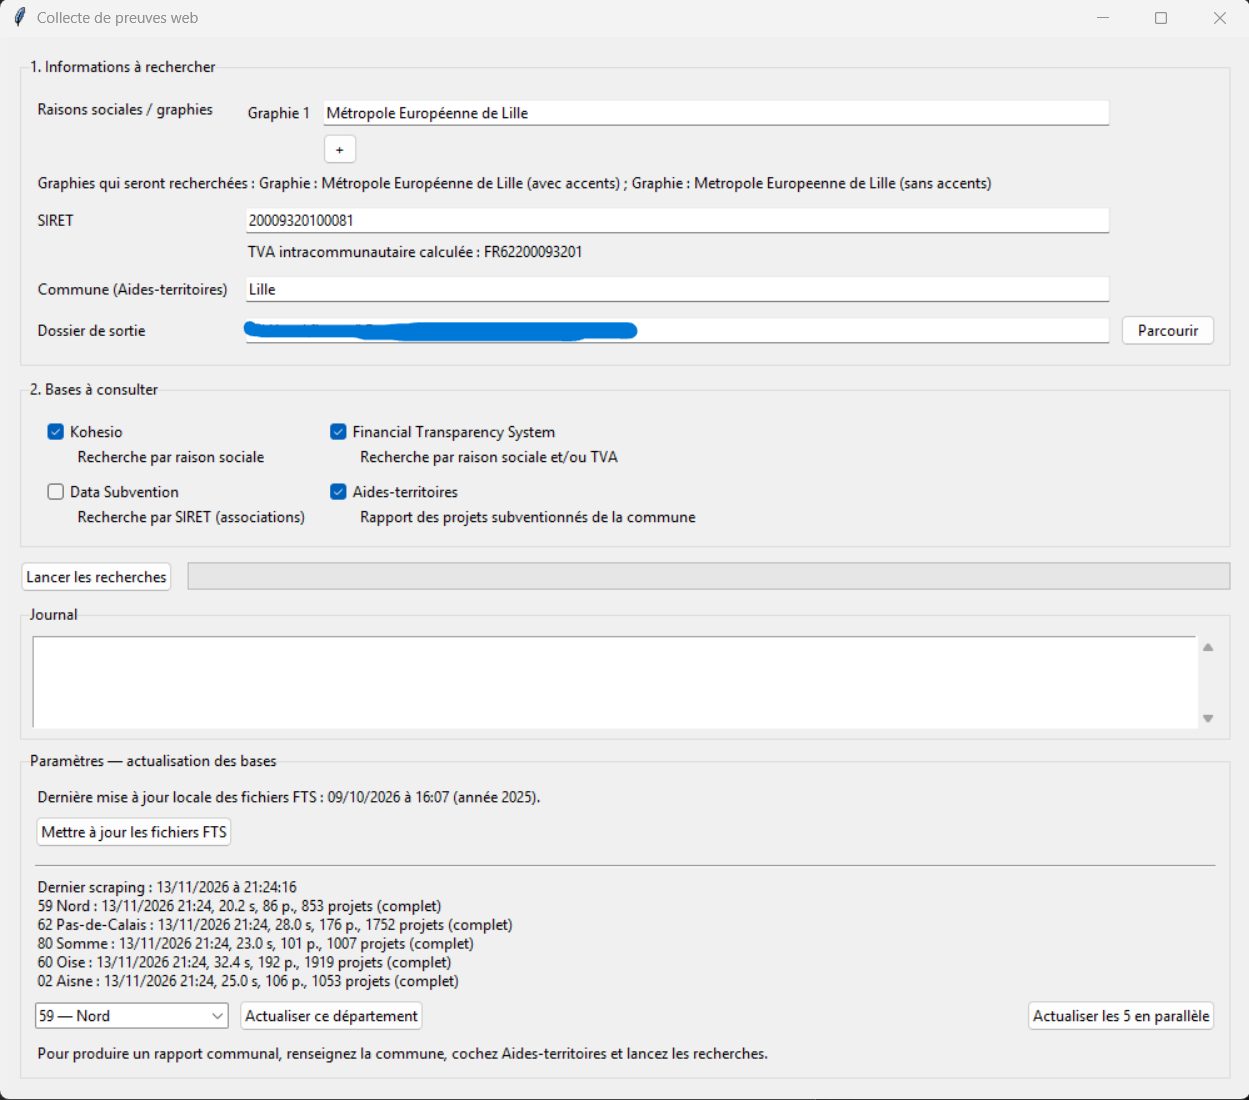 Collecte de preuves web
1. Informations à rechercher
Raisons sociales / graphies
Graphie 1
Métropole Européenne de Lille
+
Graphies qui seront recherchées : Graphie : Métropole Européenne de Lille (avec accents) ; Graphie : Metropole Europeenne de Lille (sans accents)
SIRET
20009320100081
TVA intracommunautaire calculée : FR62200093201
Commune (Aides-territoires)
Lille
Dossier de sortie
Parcourir
2. Bases à consulter
Kohesio
Recherche par raison sociale
Financial Transparency System
Recherche par raison sociale et/ou TVA
Data Subvention
Recherche par SIRET (associations)
Aides-territoires
Rapport des projets subventionnés de la commune
Lancer les recherches
Journal
Paramètres — actualisation des bases
Dernière mise à jour locale des fichiers FTS : 09/10/2026 à 16:07 (année 2025).
Mettre à jour les fichiers FTS
Dernier scraping : 13/11/2026 à 21:24:16
59 Nord : 13/11/2026 21:24, 20.2 s, 86 p., 853 projets (complet)
62 Pas-de-Calais : 13/11/2026 21:24, 28.0 s, 176 p., 1752 projets (complet)
80 Somme : 13/11/2026 21:24, 23.0 s, 101 p., 1007 projets (complet)
60 Oise : 13/11/2026 21:24, 32.4 s, 192 p., 1919 projets (complet)
02 Aisne : 13/11/2026 21:24, 25.0 s, 106 p., 1053 projets (complet)
59 — Nord
Actualiser ce département
Actualiser les 5 en parallèle
Pour produire un rapport communal, renseignez la commune, cochez Aides-territoires et lancez les recherches.